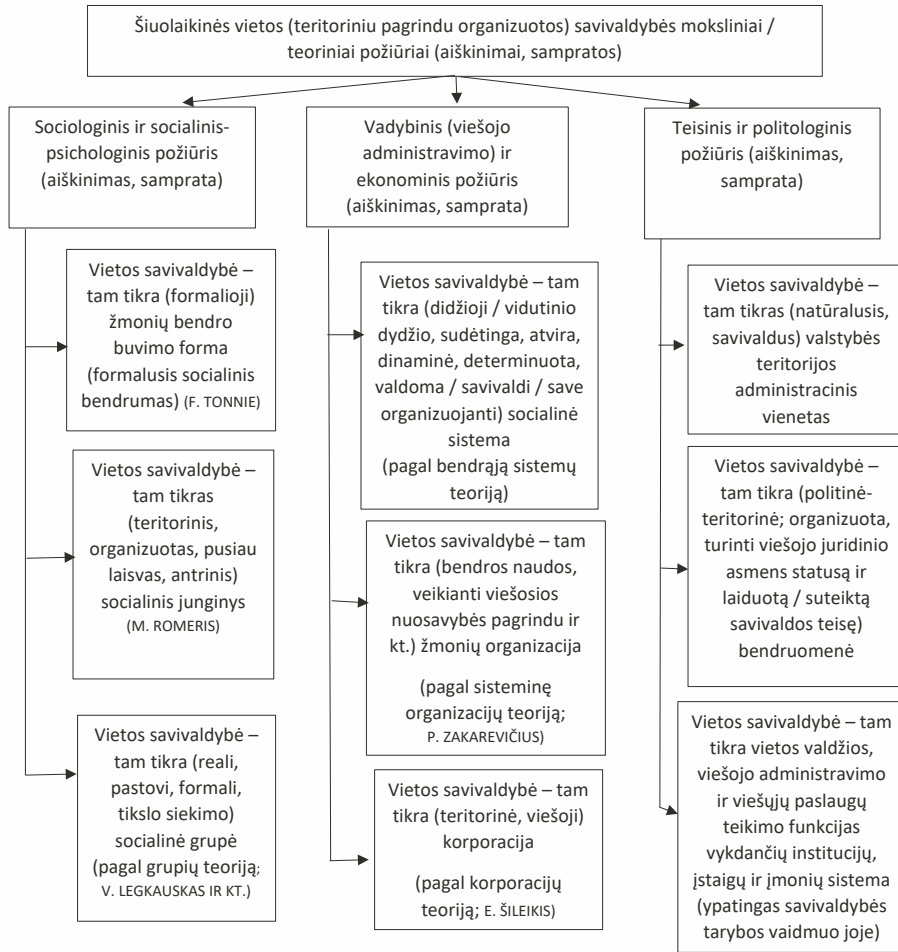 Šiuolaikinės vietos (teritoriniu pagrindu organizuotos) savivaldybės moksliniai /
teoriniai požiūriai (aiškinimai, sampratos)
Sociologinis ir socialinis-
psichologinis požiūris
(aiškinimas, samprata)
Vietos savivaldybė –
tam tikra (formalioji)
žmonių bendro
buvimo forma
(formalusis socialinis
bendrumas) (F. TONNIE)
Vietos savivaldybė –
tam tikras
(teritorinis,
organizuotas, pusiau
laisvas, antrinis)
socialinis junginys
(M. ROMERIS)
Vietos savivaldybė –
tam tikra (reali,
pastovi, formali,
tikslo siekimo)
socialinė grupė
(pagal grupių teoriją;
V. LEGKAUSKAS IR KT.)
Vadybinis (viešojo
administravimo) ir
ekonominis požiūris
(aiškinimas, samprata)
Vietos savivaldybė – tam
tikra (didžioji / vidutinio
dydžio, sudėtinga, atvira,
dinaminė, determinuota,
valdoma / savivaldi / save
organizuojanti) socialinė
sistema
(pagal bendrąją sistemų
teoriją)
Vietos savivaldybė – tam
tikra (bendros naudos,
veikianti viešosios
nuosavybės pagrindu ir
kt.) žmonių organizacija
(pagal sisteminę
organizacijų teoriją;
P. ZAKAREVIČIUS)
Vietos savivaldybė – tam
tikra (teritorinė, viešoji)
korporacija
(pagal korporacijų
teoriją; E. ŠILEIKIS)
Teisinis ir politologinis
požiūris (aiškinimas,
samprata)
Vietos savivaldybė –
tam tikras (natūralusis,
savivaldus) valstybės
teritorijos
administracinis
vienetas
Vietos savivaldybė –
tam tikra (politinė-
teritorinė; organizuota,
turinti viešojo juridinio
asmens statusą ir
laiduotą / suteiktą
savivaldos teisę)
bendruomenė
Vietos savivaldybė – tam
tikra vietos valdžios,
viešojo administravimo
ir viešųjų paslaugų
teikimo funkcijas
vykdančių institucijų,
įstaigų ir įmonių sistema
(ypatingas savivaldybės
tarybos vaidmuo joje)